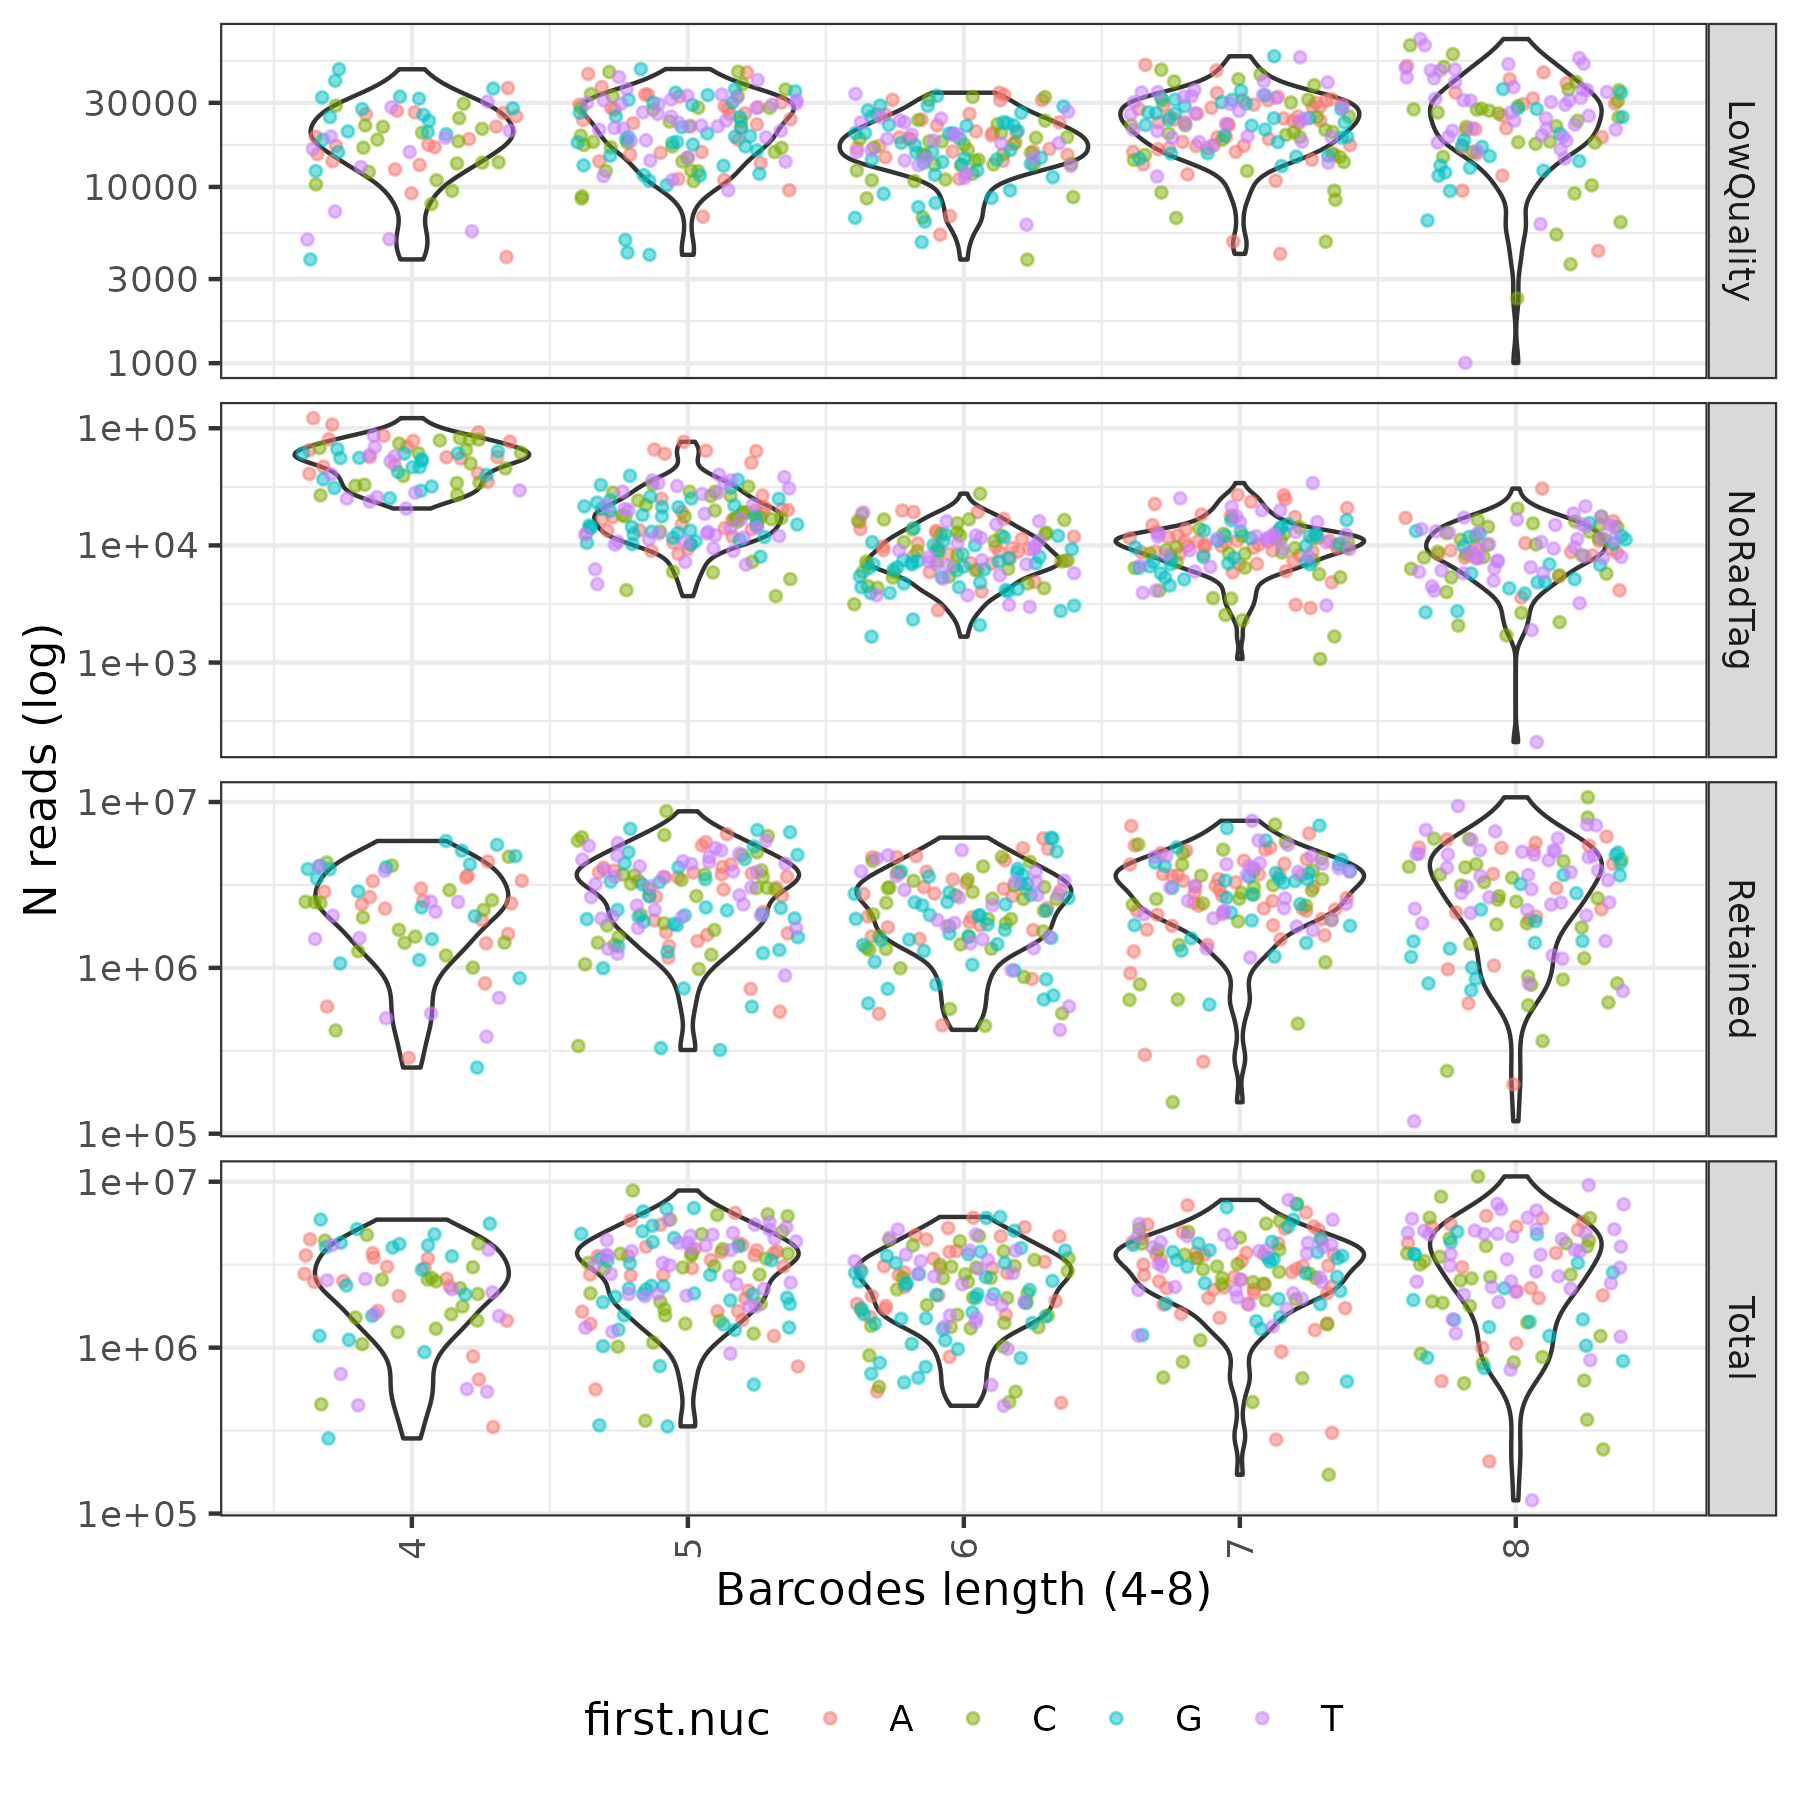 30000
10000
3000
1000
LowQuality
1e+05
1e+04
1e+03
NoRadTag
1e+07
1e+06
1e+05
Retained
1e+07
1e+06
1e+05
Total
N reads (log)
4 5 6 7 8
Barcodes length (4-8)
first.nuc A C G T